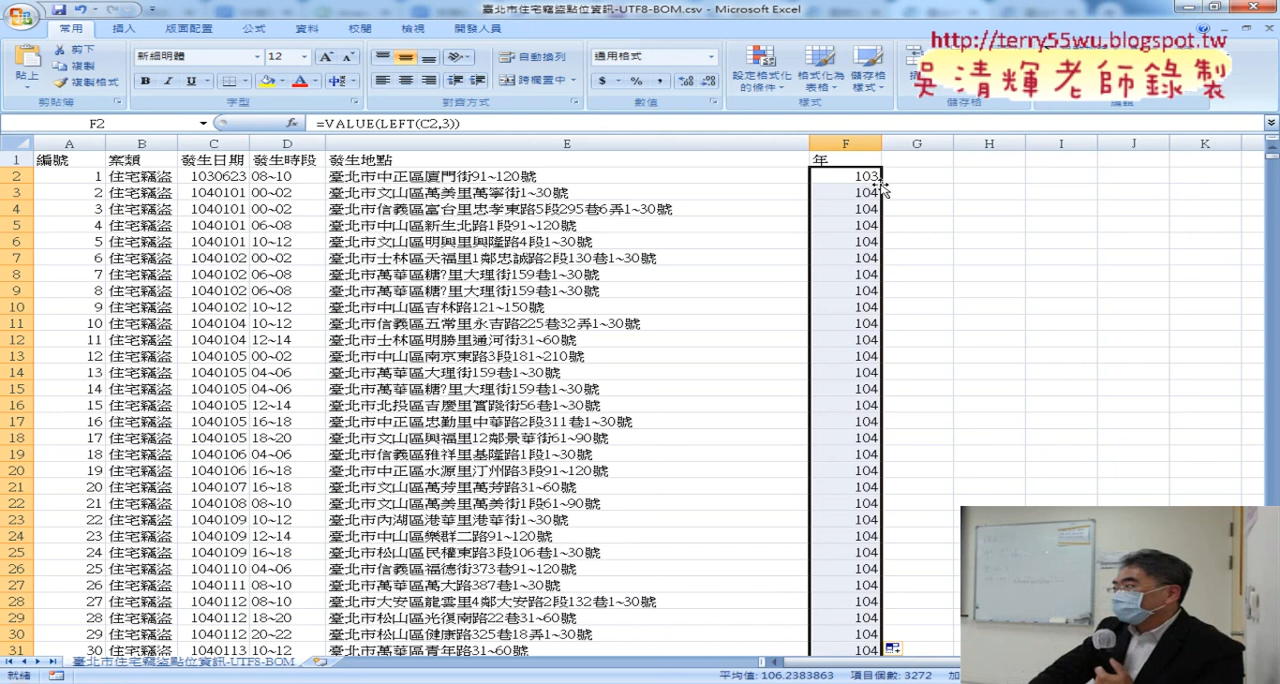 臺北市住宅竊盜點位資訊-UTF8-BOM.csv - Microsoft Excel
常用 插入 版面配置 公式 資料 校閱 檢視 開發人員
http://terry55wu.blogspot.tw
吳清輝老師錄製
貼上 剪下 複製 複製格式 剪貼簿
新細明體 12 字型
自動換列 跨欄置中 對齊方式
通用格式 數值
設定格式化的條件 格式化為表格 儲存格樣式 樣式
儲存格
F2 =VALUE(LEFT(C2,3))
A B C D E F G H I J K
1 編號 案類 發生日期 發生時段 發生地點 年
2 1 住宅竊盜 1030623 08~10 臺北市中正區廈門街91~120號 103
3 2 住宅竊盜 1040101 00~02 臺北市文山區萬美里萬寧街1~30號 104
4 3 住宅竊盜 1040101 00~02 臺北市信義區富台里忠孝東路5段295巷6弄1~30號 104
5 4 住宅竊盜 1040101 06~08 臺北市中山區新生北路1段91~120號 104
6 5 住宅竊盜 1040101 10~12 臺北市文山區明興里興隆路4段1~30號 104
7 6 住宅竊盜 1040102 00~02 臺北市士林區天福里1鄰忠誠路2段130巷1~30號 104
8 7 住宅竊盜 1040102 06~08 臺北市萬華區糖?里大理街159巷1~30號 104
9 8 住宅竊盜 1040102 06~08 臺北市萬華區糖?里大理街159巷1~30號 104
10 9 住宅竊盜 1040102 10~12 臺北市中山區吉林路121~150號 104
11 10 住宅竊盜 1040104 10~12 臺北市信義區五常里永吉路225巷32弄1~30號 104
12 11 住宅竊盜 1040104 12~14 臺北市士林區明勝里通河街31~60號 104
13 12 住宅竊盜 1040105 00~02 臺北市中山區南京東路3段181~210號 104
14 13 住宅竊盜 1040105 04~06 臺北市萬華區大理街159巷1~30號 104
15 14 住宅竊盜 1040105 04~06 臺北市萬華區糖?里大理街159巷1~30號 104
16 15 住宅竊盜 1040105 12~14 臺北市北投區吉慶里實踐街56巷1~30號 104
17 16 住宅竊盜 1040105 12~14 臺北市中正區忠勤里中華路2段311巷1~30號 104
18 17 住宅竊盜 1040105 18~20 臺北市文山區興福里12鄰景華街61~90號 104
19 18 住宅竊盜 1040106 04~06 臺北市信義區雅祥里基隆路1段1~30號 104
20 19 住宅竊盜 1040106 16~18 臺北市中正區水源里汀州路3段91~120號 104
21 20 住宅竊盜 1040107 16~18 臺北市文山區萬芳里萬芳路31~60號 104
22 21 住宅竊盜 1040108 08~10 臺北市文山區萬美里萬美街1段61~90號 104
23 22 住宅竊盜 1040109 10~12 臺北市內湖區港華里港華街1~30號 104
24 23 住宅竊盜 1040109 12~14 臺北市中山區樂群二路91~120號 104
25 24 住宅竊盜 1040109 16~18 臺北市松山區民權東路3段106巷1~30號 104
26 25 住宅竊盜 1040110 04~06 臺北市信義區福德街373巷91~120號 104
27 26 住宅竊盜 1040111 08~10 臺北市萬華區萬大路387巷1~30號 104
28 27 住宅竊盜 1040112 08~10 臺北市大安區龍雲里4鄰大安路2段132巷1~30號 104
29 28 住宅竊盜 1040112 18~20 臺北市松山區光復南路22巷31~60號 104
30 29 住宅竊盜 1040112 20~22 臺北市松山區健康路325巷18弄1~30號 104
31 30 住宅竊盜 1040113 10~12 臺北市萬華區青年路31~60號 104
臺北市住宅竊盜點位資訊-UTF8-BOM
就緒 平均值: 106.2383863 項目個數: 3272 加